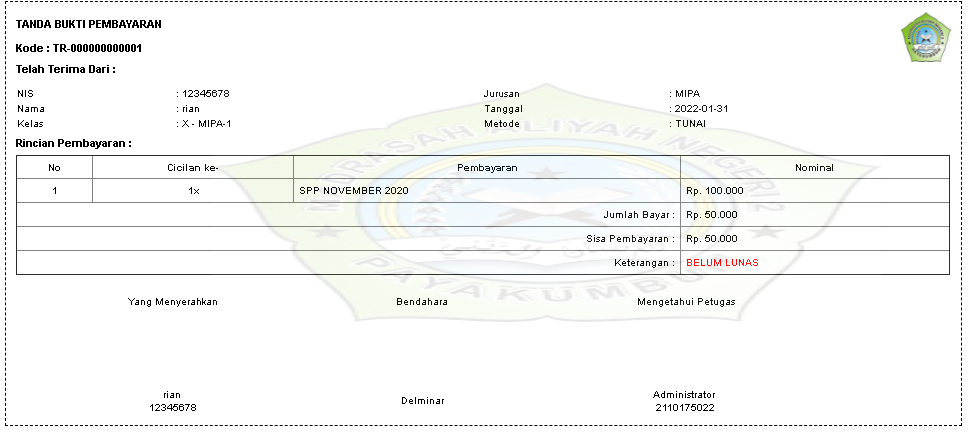 TANDA BUKTI PEMBAYARAN
Kode : TR-000000000001
Telah Terima Dari :
NIS : 12345678 Jurusan : MIPA
Nama : rian Tanggal : 2022-01-31
Kelas : X - MIPA-1 Metode : TUNAI
Rincian Pembayaran :
No Cicilan ke- Pembayaran Nominal
1 1x SPP NOVEMBER 2020 Rp. 100.000
Jumlah Bayar : Rp. 50.000
Sisa Pembayaran : Rp. 50.000
Keterangan : BELUM LUNAS
Yang Menyerahkan Bendahara Mengetahui Petugas
rian Delminar Administrator
12345678 2110175022
MADRASAH ALIYAH NEGERI 2
PAYAKUMBUH